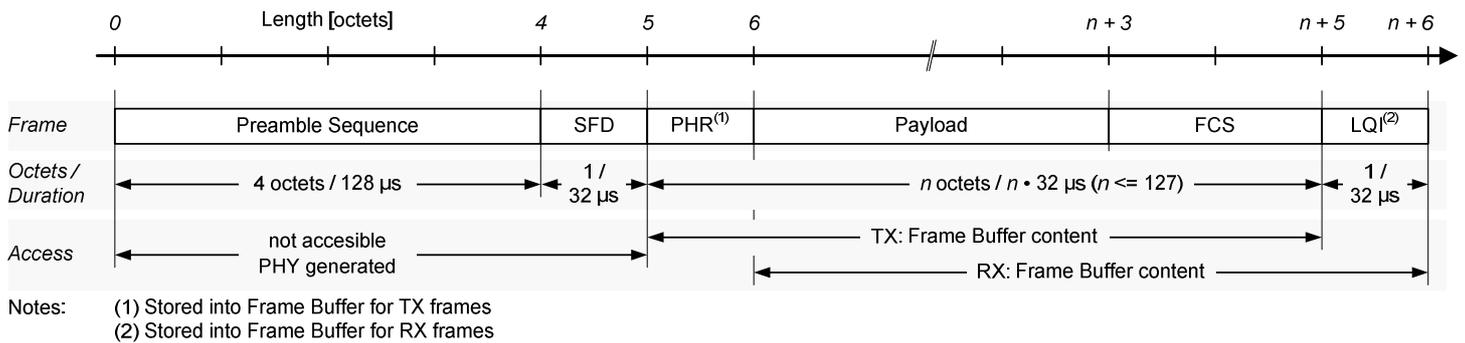 0 Length [octets] 4 5 6 n + 3 n + 5 n + 6
Frame Preamble Sequence SFD PHR(1) Payload FCS LQI(2)
Octets / Duration 4 octets / 128 µs 1 / 32 µs n octets / n • 32 µs (n <= 127) 1 / 32 µs
Access not accesible PHY generated TX: Frame Buffer content
RX: Frame Buffer content
Notes: (1) Stored into Frame Buffer for TX frames
(2) Stored into Frame Buffer for RX frames